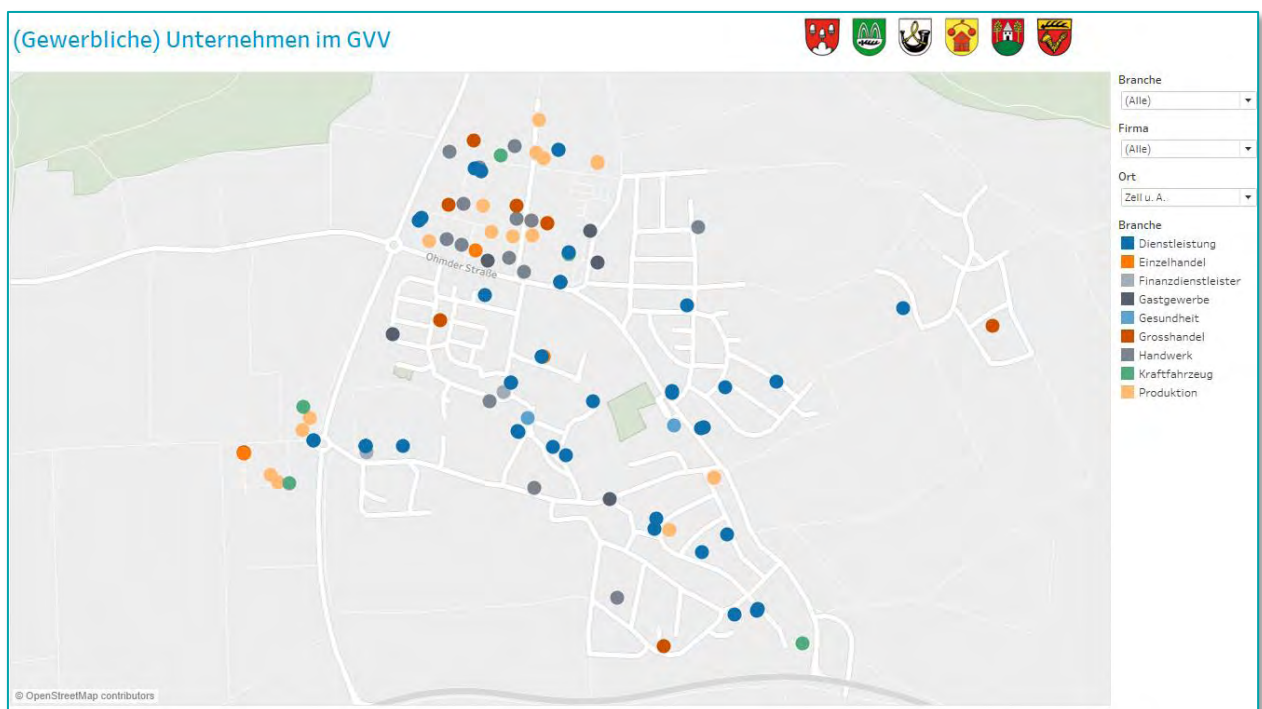 (Gewerbliche) Unternehmen im GVV
Branche
(Alle)
Firma
(Alle)
Ort
Zell u. A.
Branche
Dienstleistung
Einzelhandel
Finanzdienstleister
Gastgewerbe
Gesundheit
Grosshandel
Handwerk
Kraftfahrzeug
Produktion
Ohmder Straße
© OpenStreetMap contributors